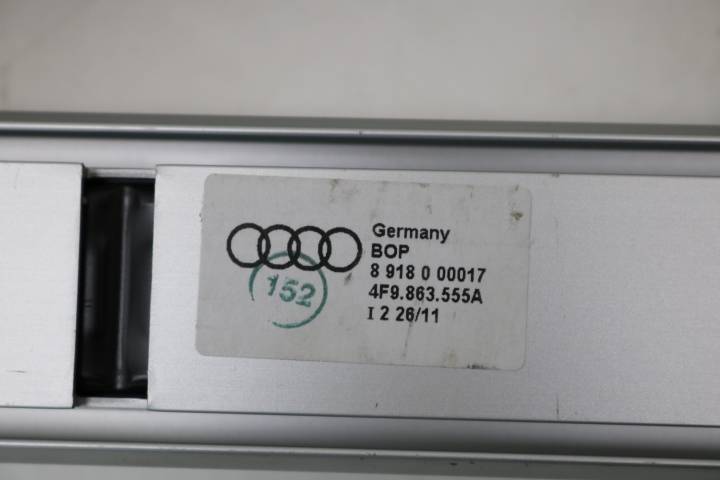 Germany
BOP
8 918 0 00017
4F9.863.555A
I 2 26/11
152